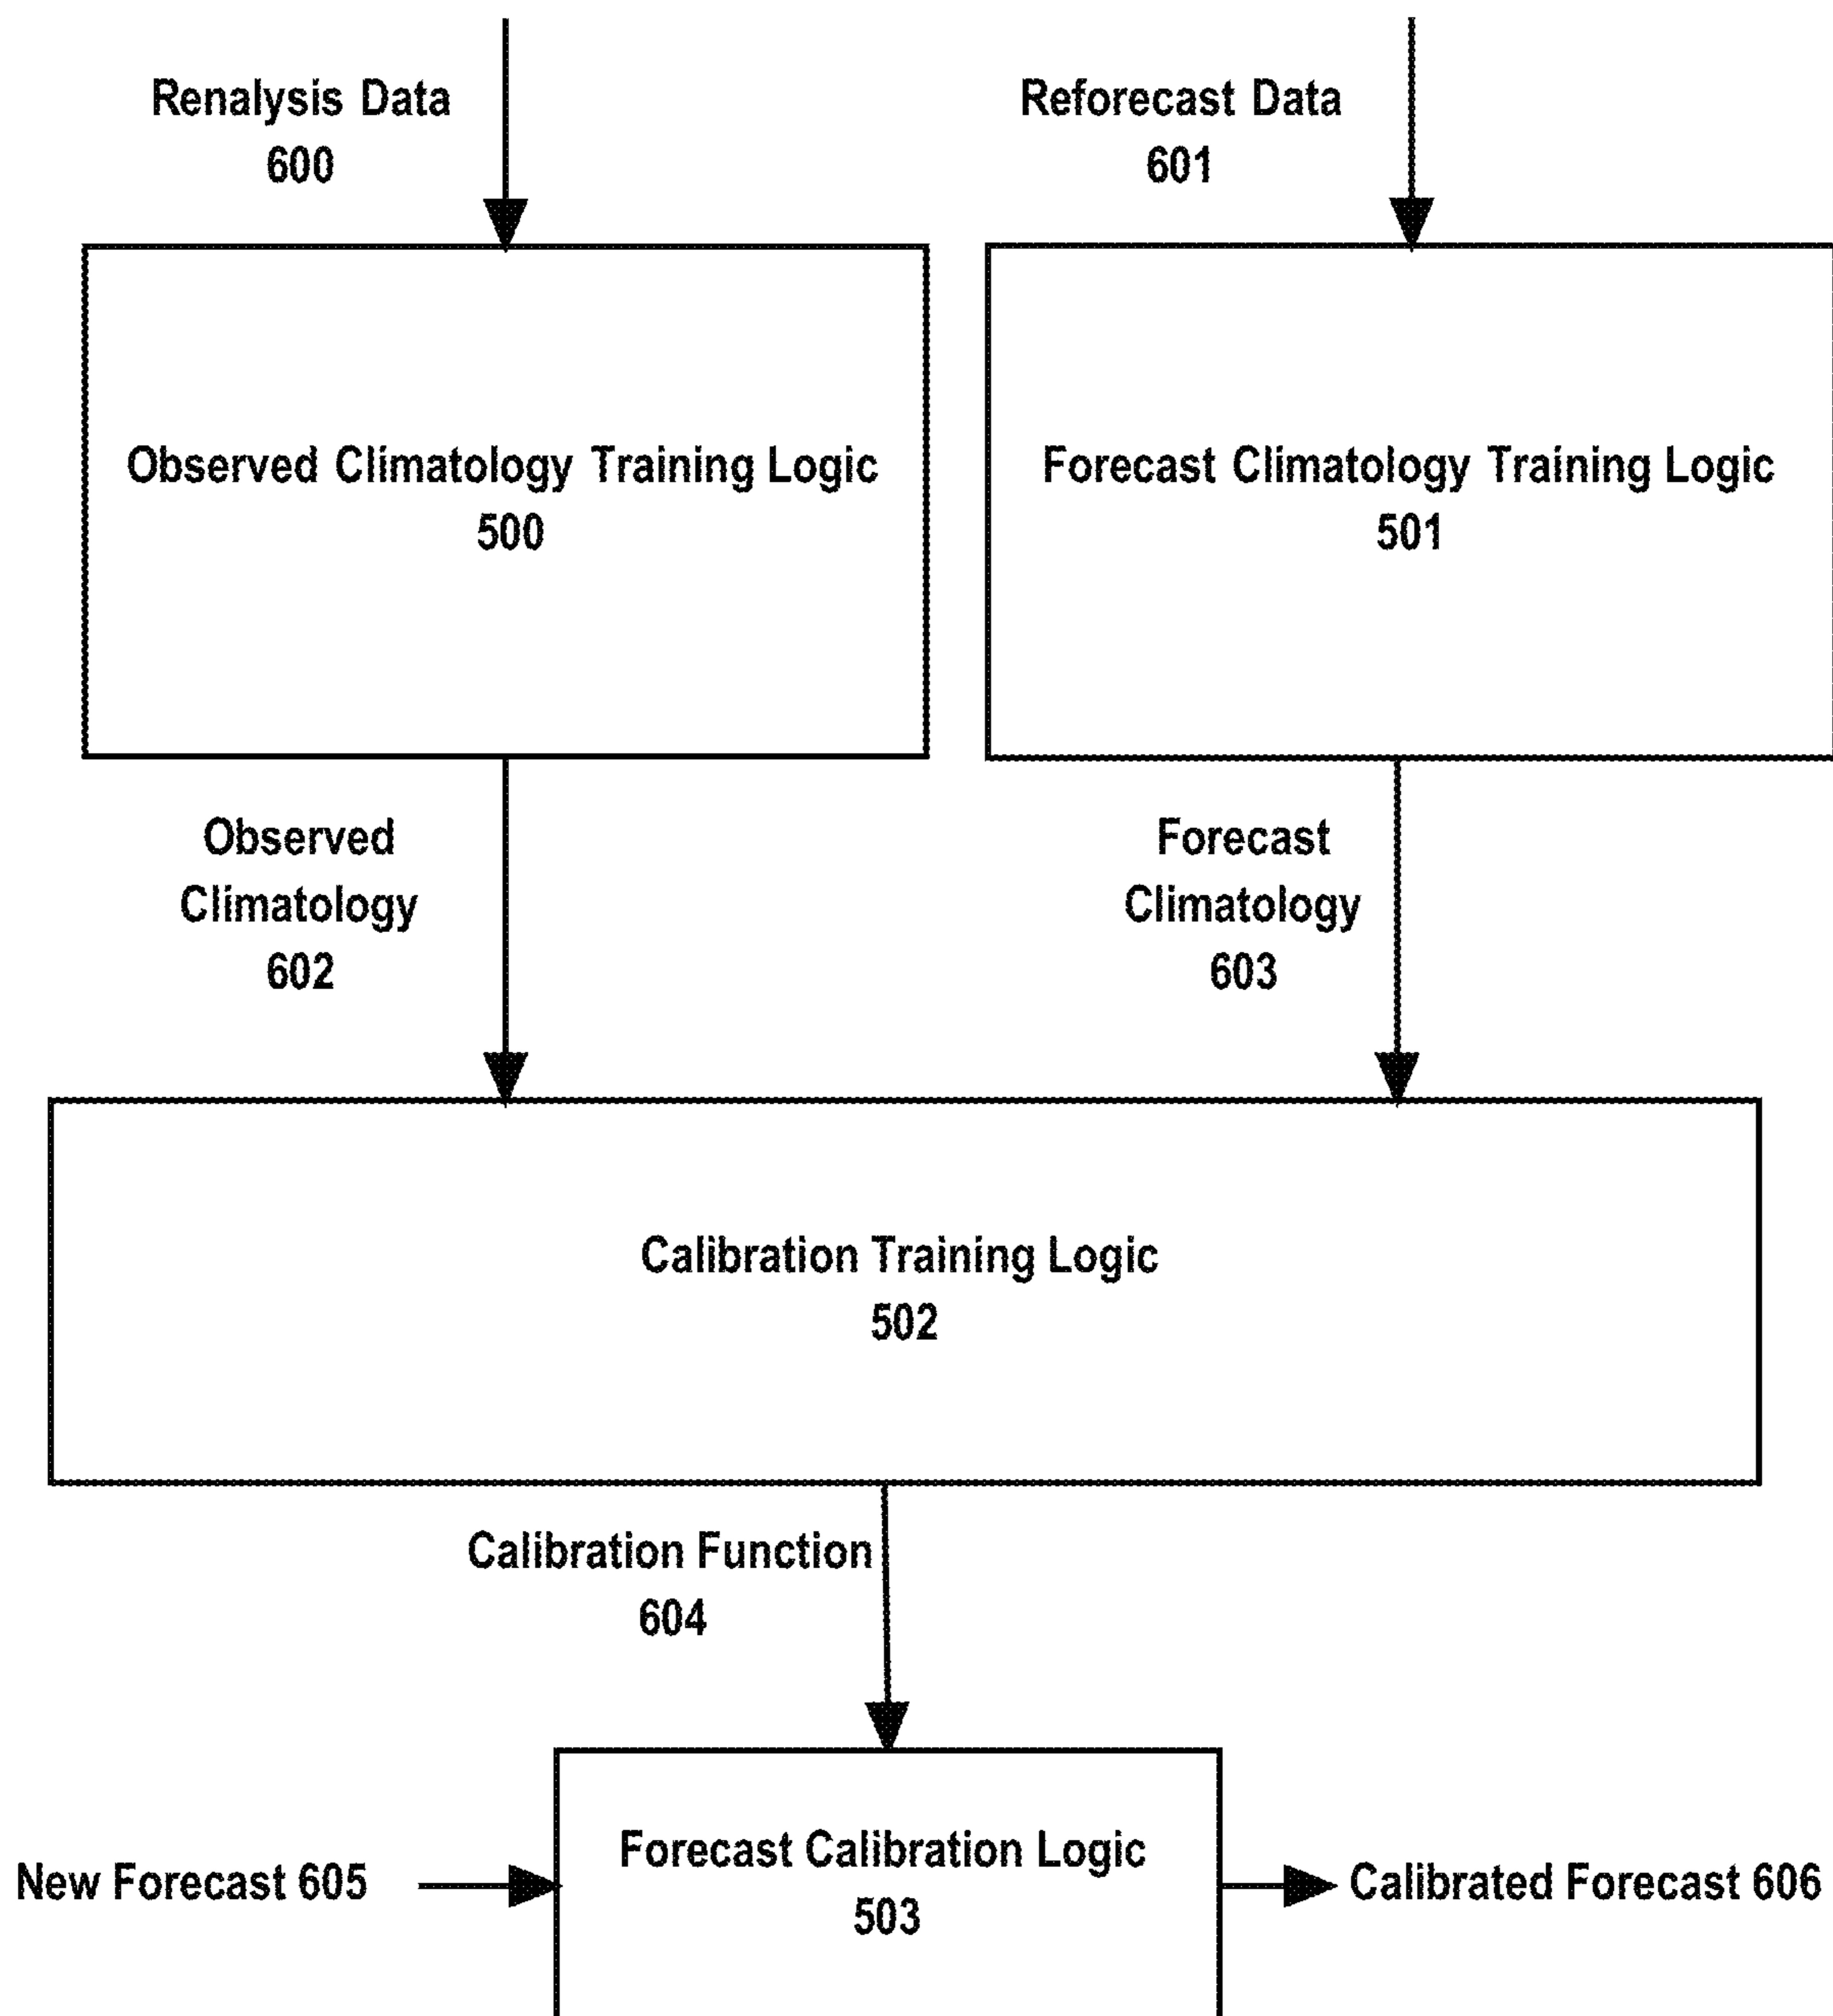 Renalysis Data
600
Reforecast Data
601
Observed Climatology Training Logic
500
Forecast Climatology Training Logic
501
Observed
Climatology
602
Forecast
Climatology
603
Calibration Training Logic
502
Calibration Function
604
New Forecast 605
Forecast Calibration Logic
503
Calibrated Forecast 606